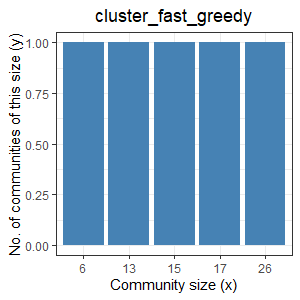 cluster_fast_greedy
No. of communities of this size (y)
1.00
0.75
0.50
0.25
0.00
6 13 15 17 26
Community size (x)